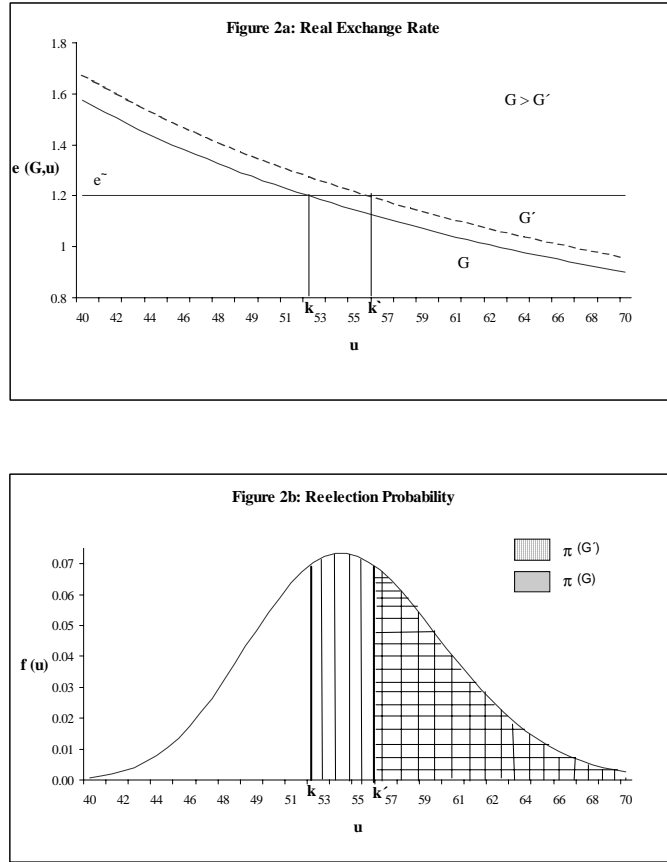 Figure 2a: Real Exchange Rate
1.8
1.6
G > G´
1.4
e (G,u)
e˜
1.2
G´
1
G
0.8
40 42 44 46 48 50 51 53 55 57 59 61 62 64 66 68 70
k k`
u
Figure 2b: Reelection Probability
0.07
π (G´)
0.06
π (G)
0.05
0.04
f (u)
0.03
0.02
0.01
0.00
40 42 44 46 47 49 51 52 53 55 57 59 61 62 64 66 68 70
k k´
u